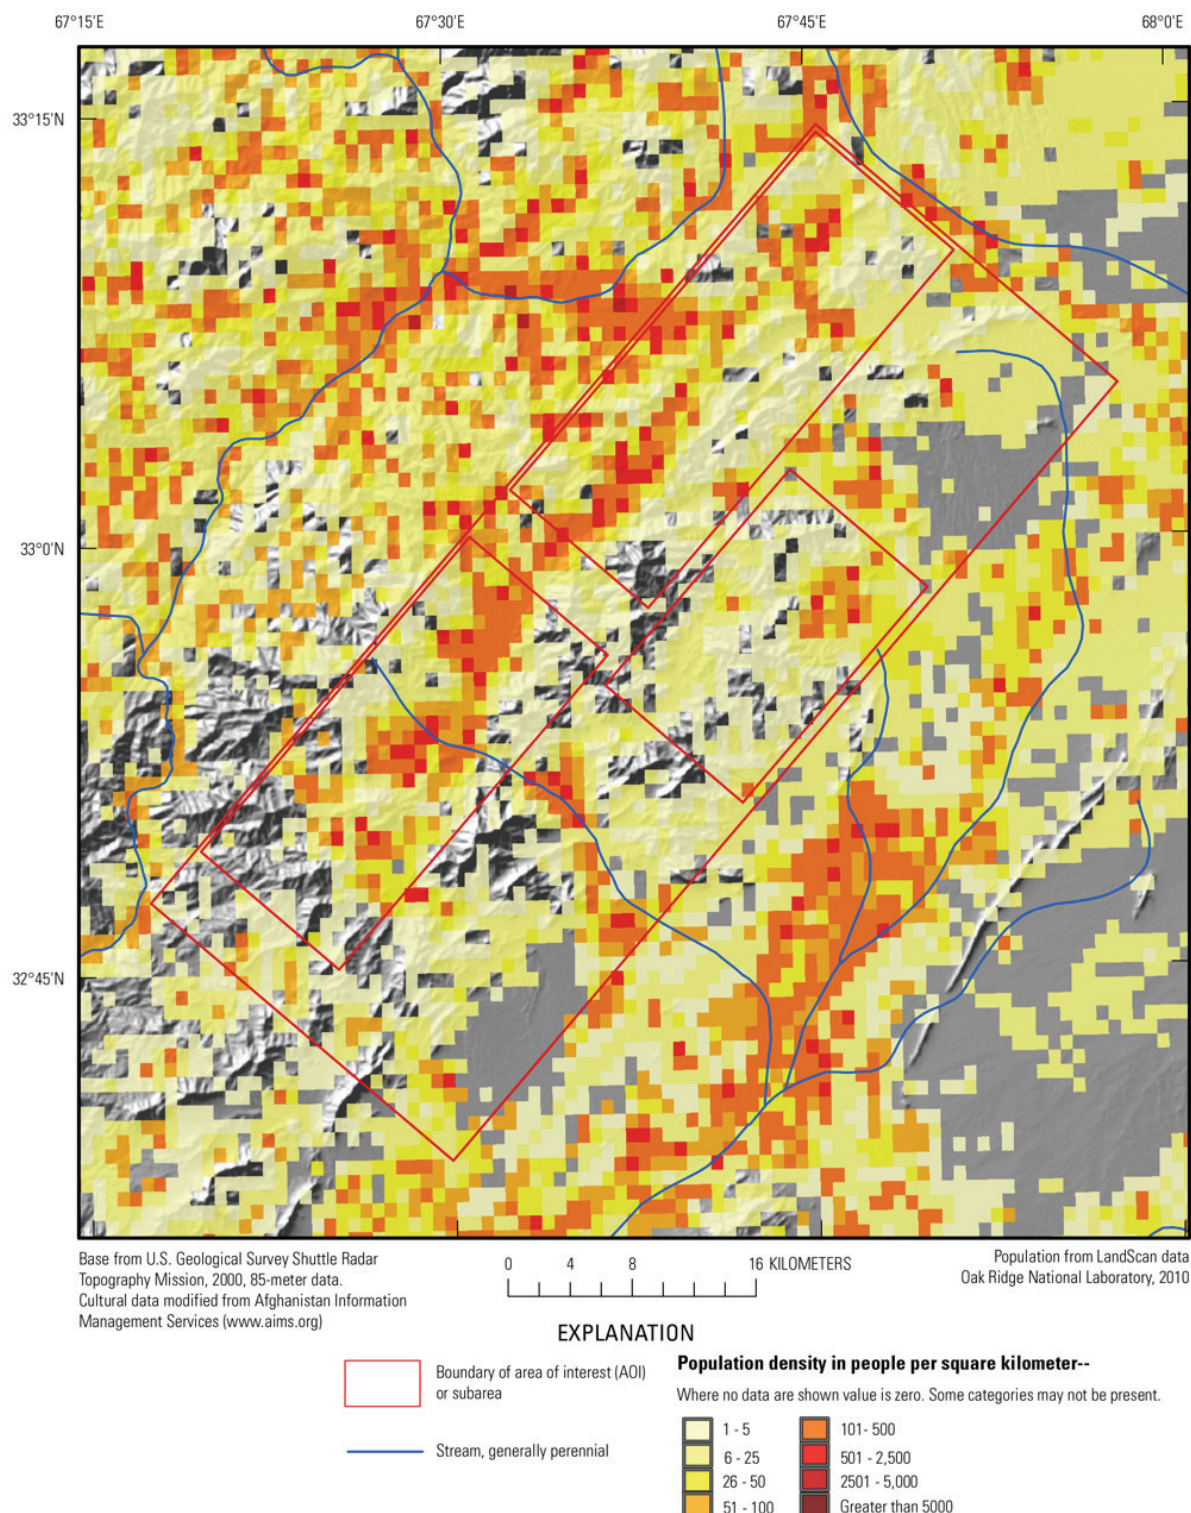 67°15'E 67°30'E 67°45'E 68°0'E
33°15'N
33°0'N
32°45'N
Base from U.S. Geological Survey Shuttle Radar
Topography Mission, 2000, 85-meter data.
Cultural data modified from Afghanistan Information
Management Services (www.aims.org)
0 4 8 16 KILOMETERS
Population from LandScan data
Oak Ridge National Laboratory, 2010
EXPLANATION
Boundary of area of interest (AOI)
or subarea
Stream, generally perennial
Population density in people per square kilometer--
Where no data are shown value is zero. Some categories may not be present.
1 - 5
6 - 25
26 - 50
51 - 100
101- 500
501 - 2,500
2501 - 5,000
Greater than 5000